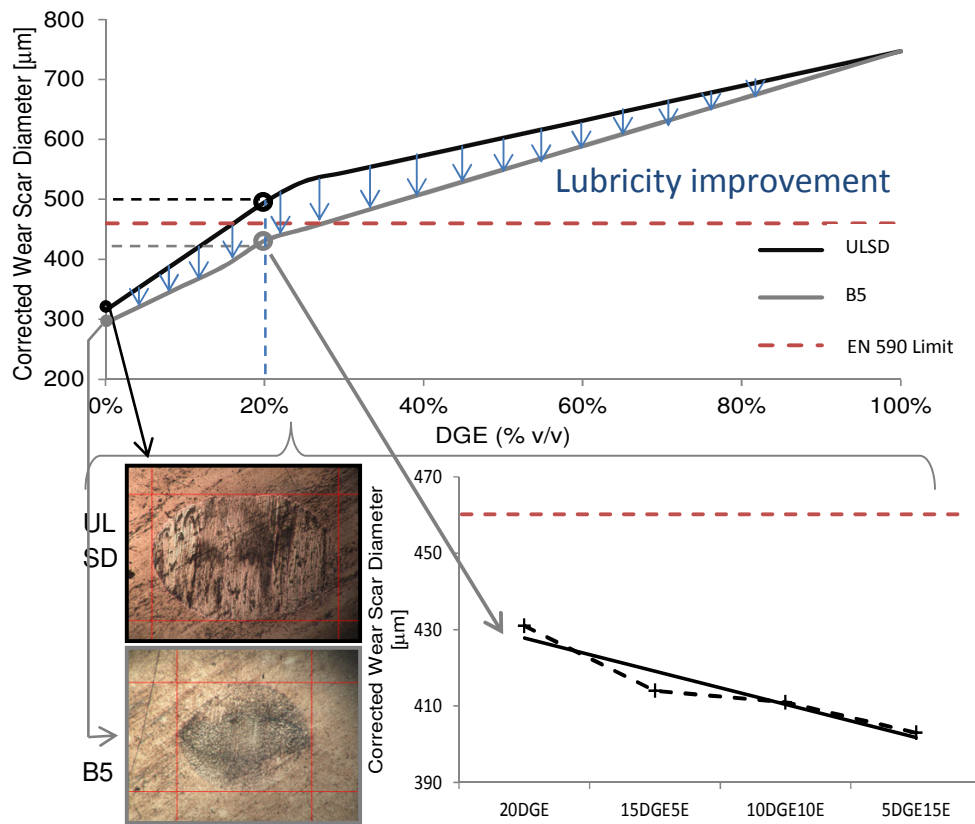 Corrected Wear Scar Diameter [µm]
800
700
600
500
400
300
200
0%
20%
40%
60%
80%
100%
DGE (% v/v)
Lubricity improvement
ULSD
B5
EN 590 Limit
UL
SD
B5
Corrected Wear Scar Diameter
[µm]
470
450
430
410
390
20DGE
15DGE5E
10DGE10E
5DGE15E